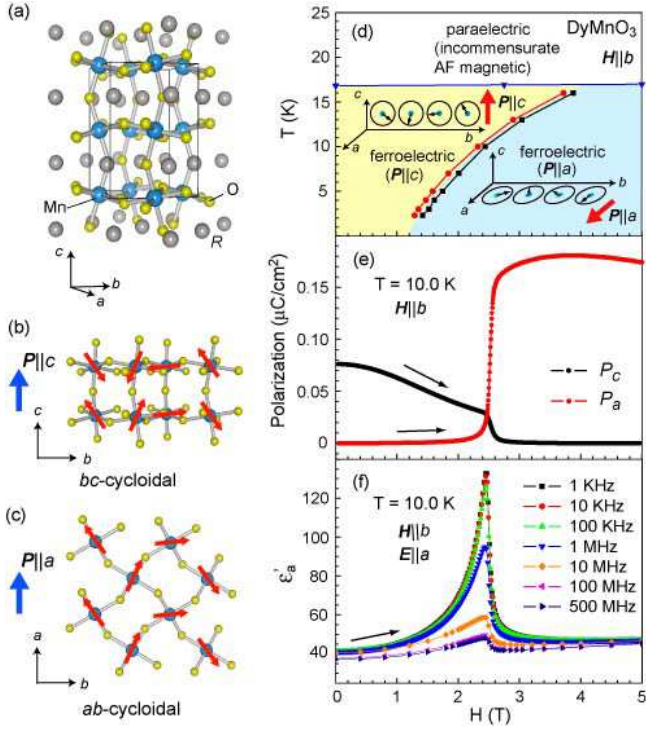 (a)
Mn
O
R
c
b
a
(b)
P||c
c
b
bc-cycloidal
(c)
P||a
a
b
ab-cycloidal
(d)
paraelectric
(incommensurate
AF magnetic)
DyMnO3
H||b
T (K)
25
20
15
10
5
c
b
a
P||c
ferroelectric
(P||c)
ferroelectric
(P||a)
c
b
a
P||a
(e)
T = 10.0 K
H||b
Polarization (μC/cm²)
0.15
0.10
0.05
0
Pc
Pa
(f)
T = 10.0 K
H||b
E||a
εa'
120
100
80
60
40
1 KHz
10 KHz
100 KHz
1 MHz
10 MHz
100 MHz
500 MHz
0 1 2 3 4 5
H (T)